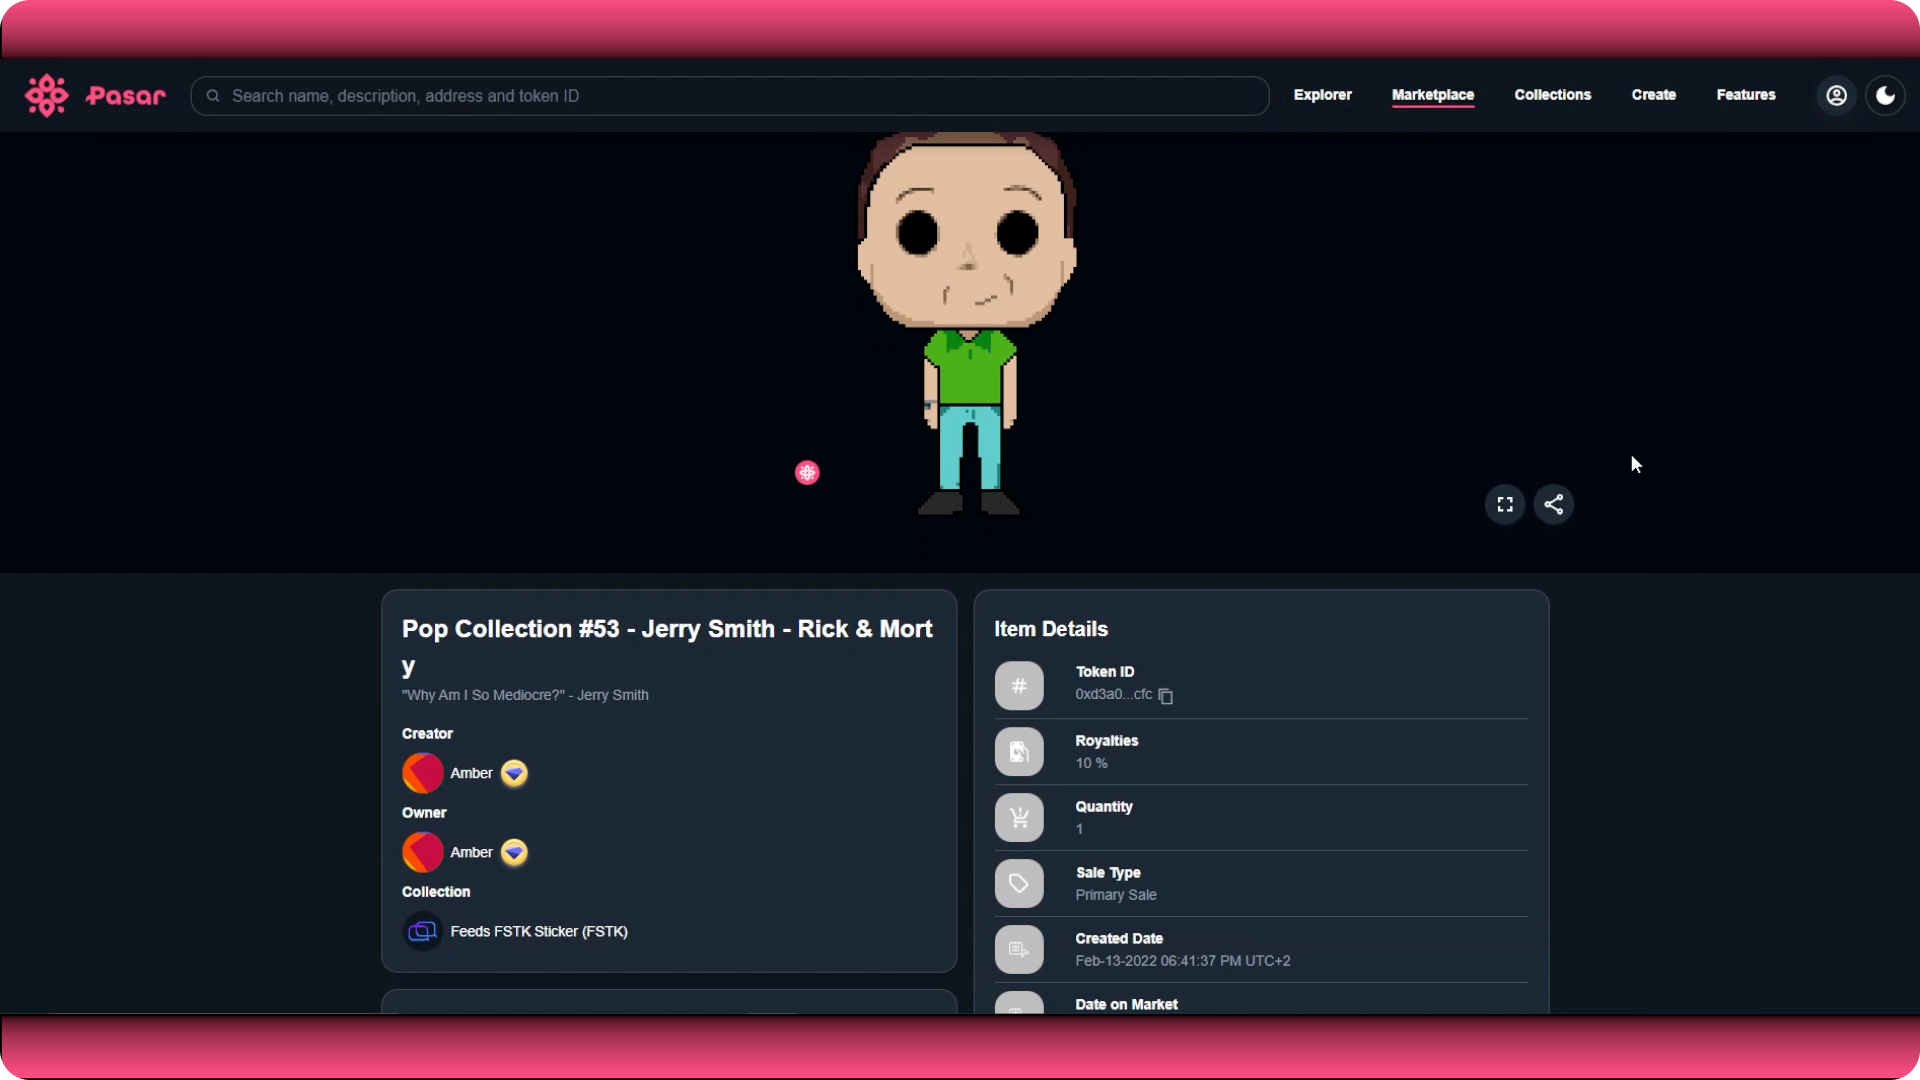 Pasar
Search name, description, address and token ID
Explorer
Marketplace
Collections
Create
Features
Pop Collection #53 - Jerry Smith - Rick & Mort
y
"Why Am I So Mediocre?" - Jerry Smith
Creator
Amber
Owner
Amber
Collection
Feeds FSTK Sticker (FSTK)
Item Details
Token ID
0xd3a0...cfc
Royalties
10 %
Quantity
1
Sale Type
Primary Sale
Created Date
Feb-13-2022 06:41:37 PM UTC+2
Date on Market